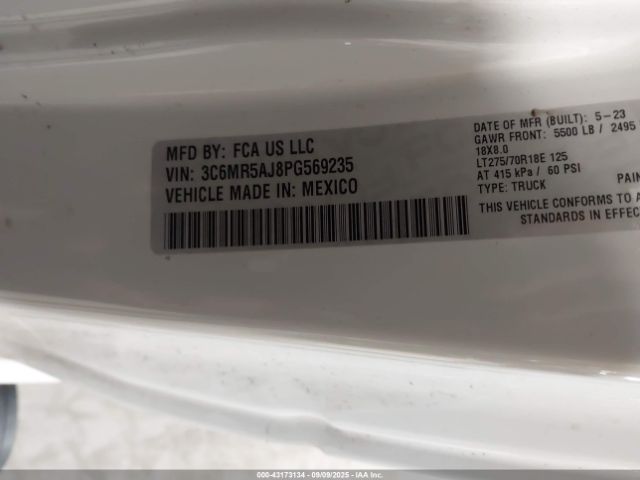 MFD BY: FCA US LLC
VIN: 3C6MR5AJ8PG569235
VEHICLE MADE IN: MEXICO
DATE OF MFR (BUILT): 5-23
GAWR FRONT: 5500 LB / 2495
18X8.0
LT275/70R18E 125
AT 415 kPa / 60 PSI
TYPE: TRUCK PAIN
THIS VEHICLE CONFORMS TO A
STANDARDS IN EFFEC
000-43173134 - 09/09/2025 - IAA Inc.